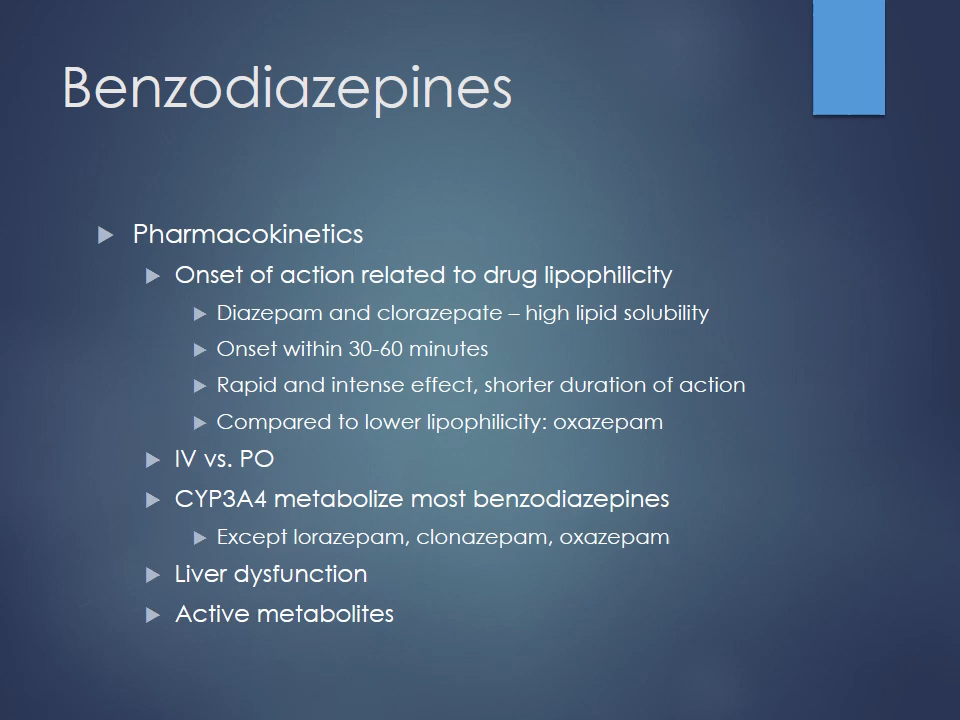 Benzodiazepines
Pharmacokinetics
Onset of action related to drug lipophilicity
Diazepam and clorazepate – high lipid solubility
Onset within 30-60 minutes
Rapid and intense effect, shorter duration of action
Compared to lower lipophilicity: oxazepam
IV vs. PO
CYP3A4 metabolize most benzodiazepines
Except lorazepam, clonazepam, oxazepam
Liver dysfunction
Active metabolites